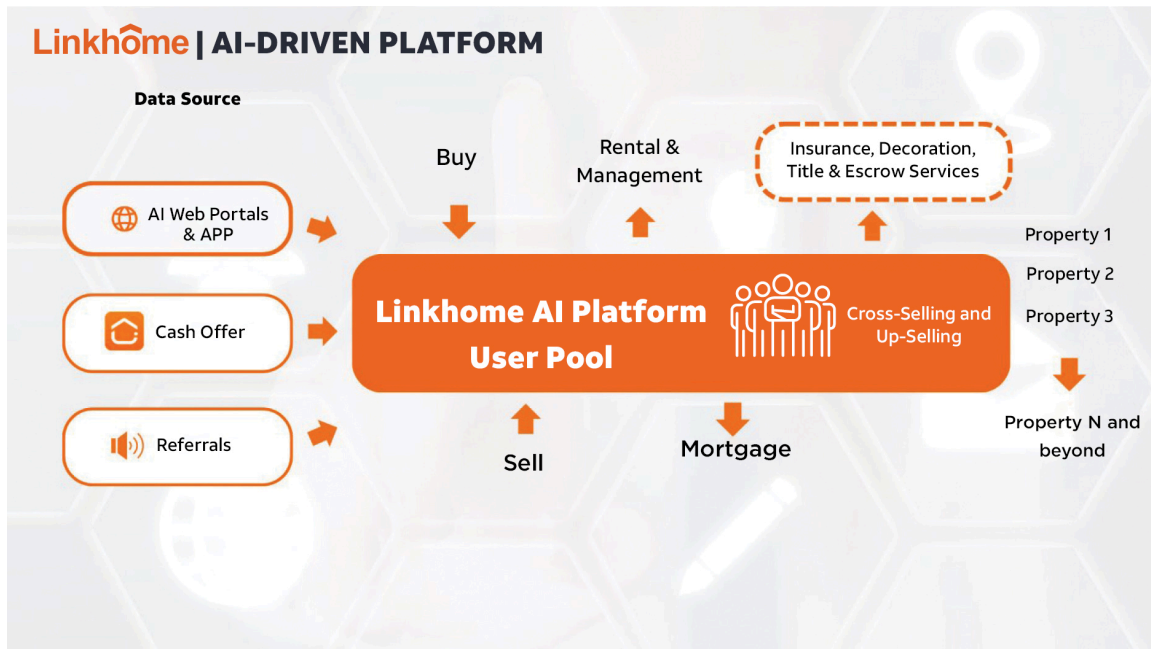 Linkhome | AI-DRIVEN PLATFORM
Data Source
AI Web Portals
& APP
Cash Offer
Referrals
Buy
Rental &
Management
Insurance, Decoration,
Title & Escrow Services
Linkhome AI Platform
User Pool
Cross-Selling and
Up-Selling
Sell
Mortgage
Property 1
Property 2
Property 3
Property N and
beyond